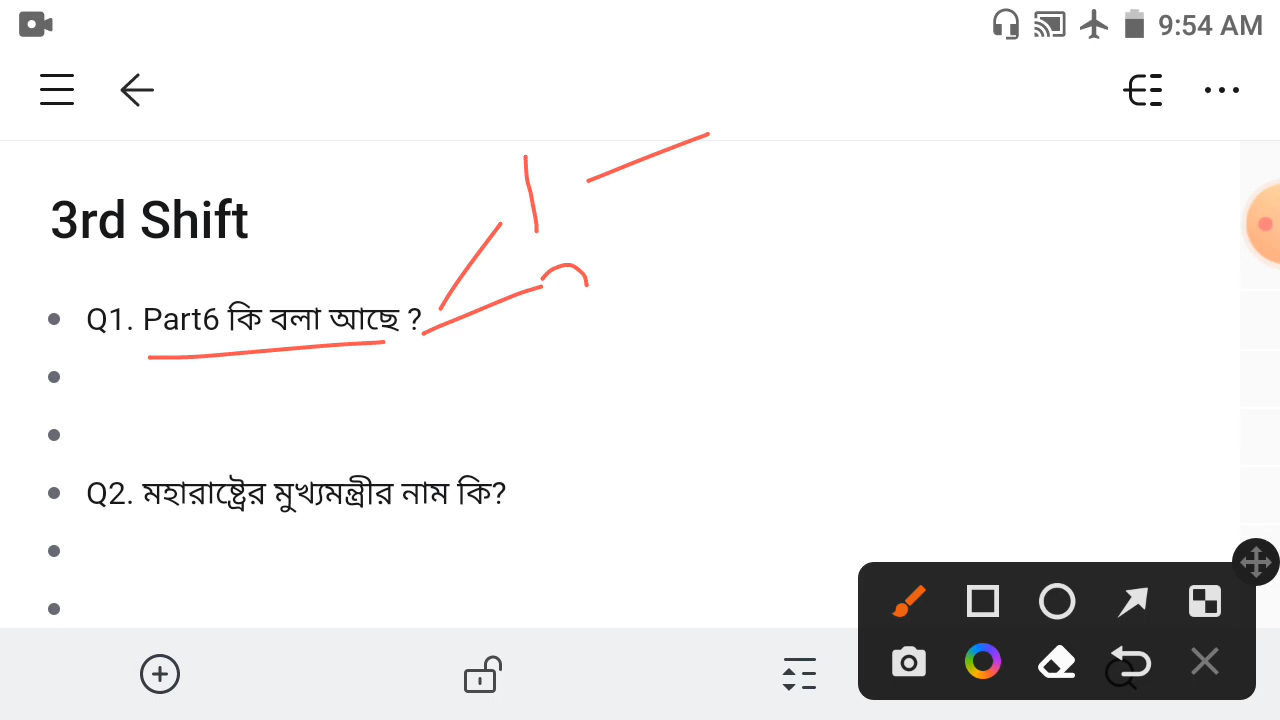 9:54 AM
3rd Shift
Q1. Part6 কি বলা আছে ?
Q2. মহারাষ্ট্রের মুখ্যমন্ত্রীর নাম কি?